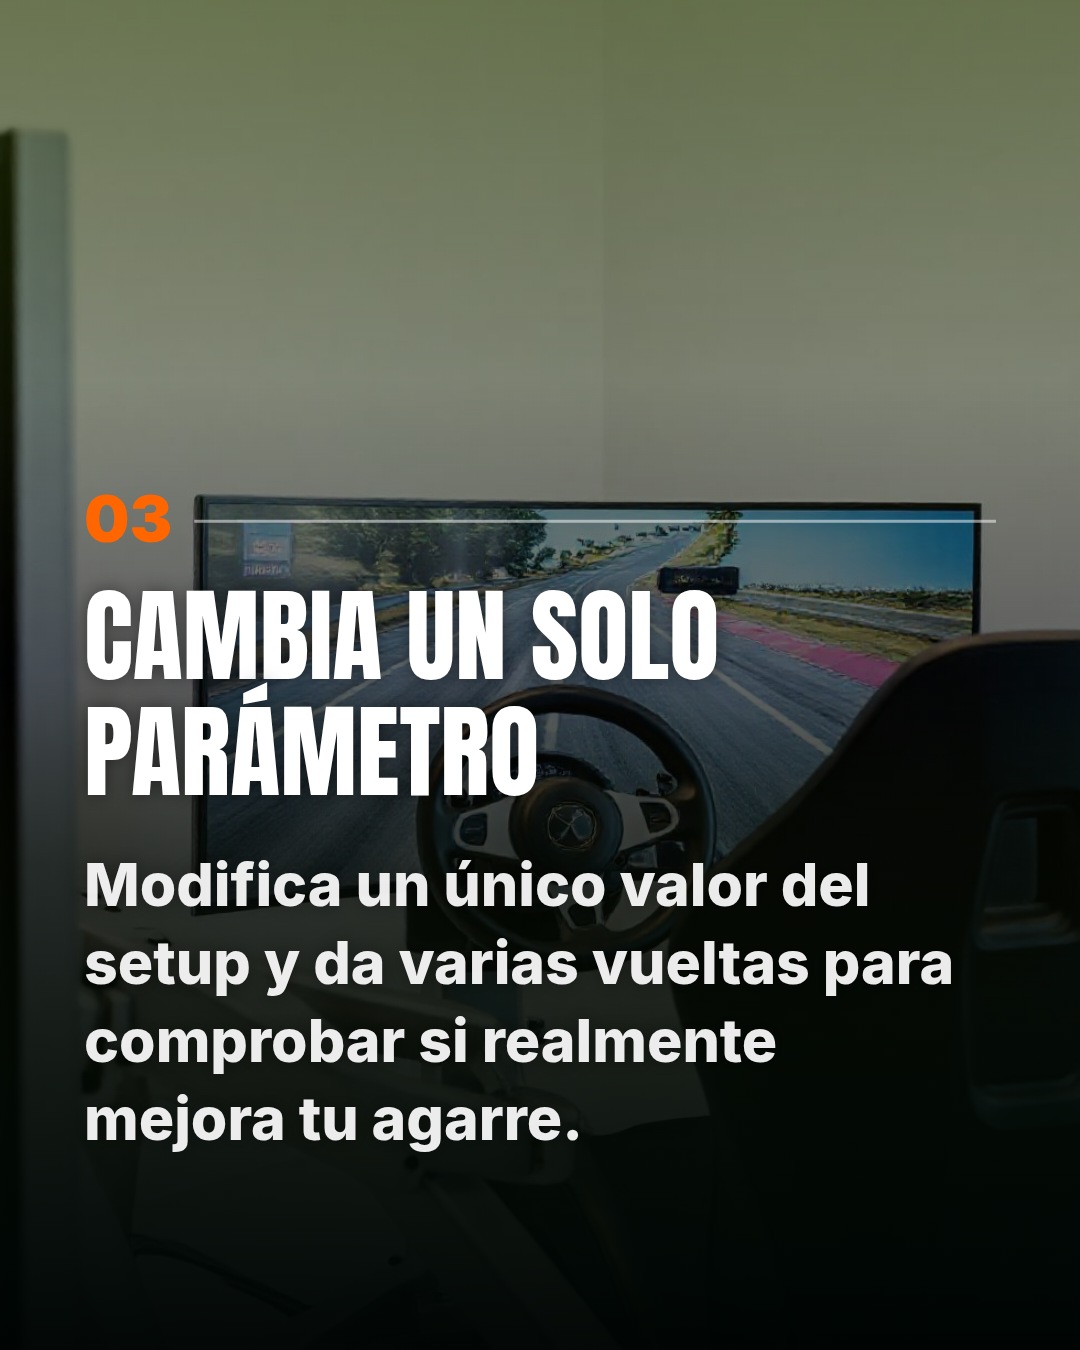 03
CAMBIA UN SOLO
PARÁMETRO
Modifica un único valor del
setup y da varias vueltas para
comprobar si realmente
mejora tu agarre.